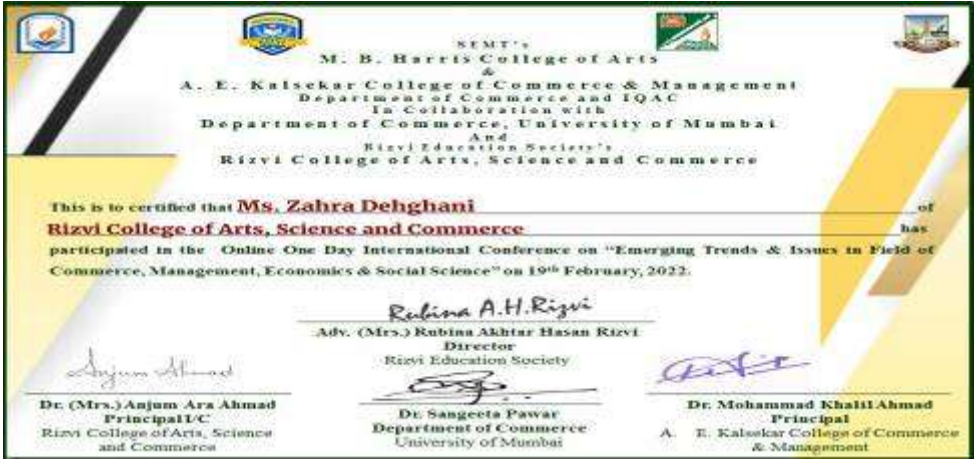 SEMT's
M. B. Harris College of Arts
&
A. E. Kalsekar College of Commerce & Management
Department of Commerce and IQAC
In Collaboration with
Department of Commerce, University of Mumbai
And
Rizvi Education Society's
Rizvi College of Arts, Science and Commerce
This is to certified that Ms. Zahra Dehghani of
Rizvi College of Arts, Science and Commerce has
participated in the Online One Day International Conference on “Emerging Trends & Issues in Field of
Commerce, Management, Economics & Social Science” on 19th February, 2022.
Rubina A.H.Rizvi
Adv. (Mrs.) Rubina Akhtar Hasan Rizvi
Director
Rizvi Education Society
Anjum Ahmad
Dr. (Mrs.) Anjum Ara Ahmad
Principal I/C
Rizvi College of Arts, Science
and Commerce
Dr. Sangeeta Pawar
Department of Commerce
University of Mumbai
Dr. Mohammad Khalil Ahmad
Principal
A. E. Kalsekar College of Commerce
& Management